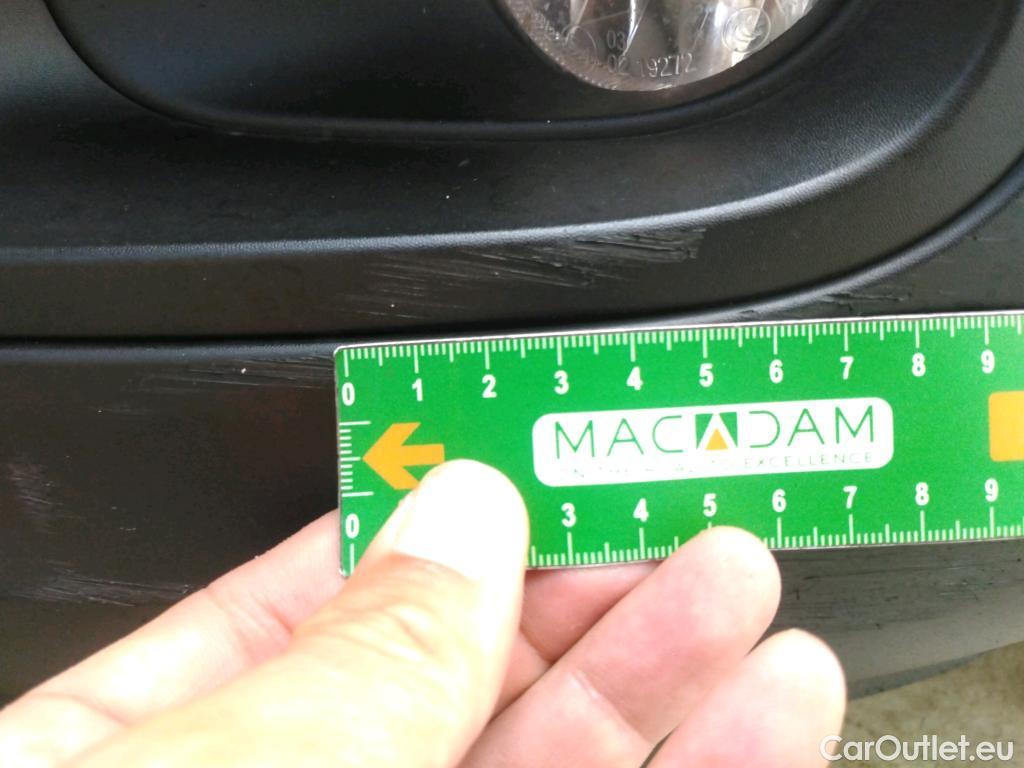 03
02 19272
0 1 2 3 4 5 6 7 8 9
MACADAM
EXCELLENCE
0 3 4 5 6 7 8 9
CarOutlet.eu